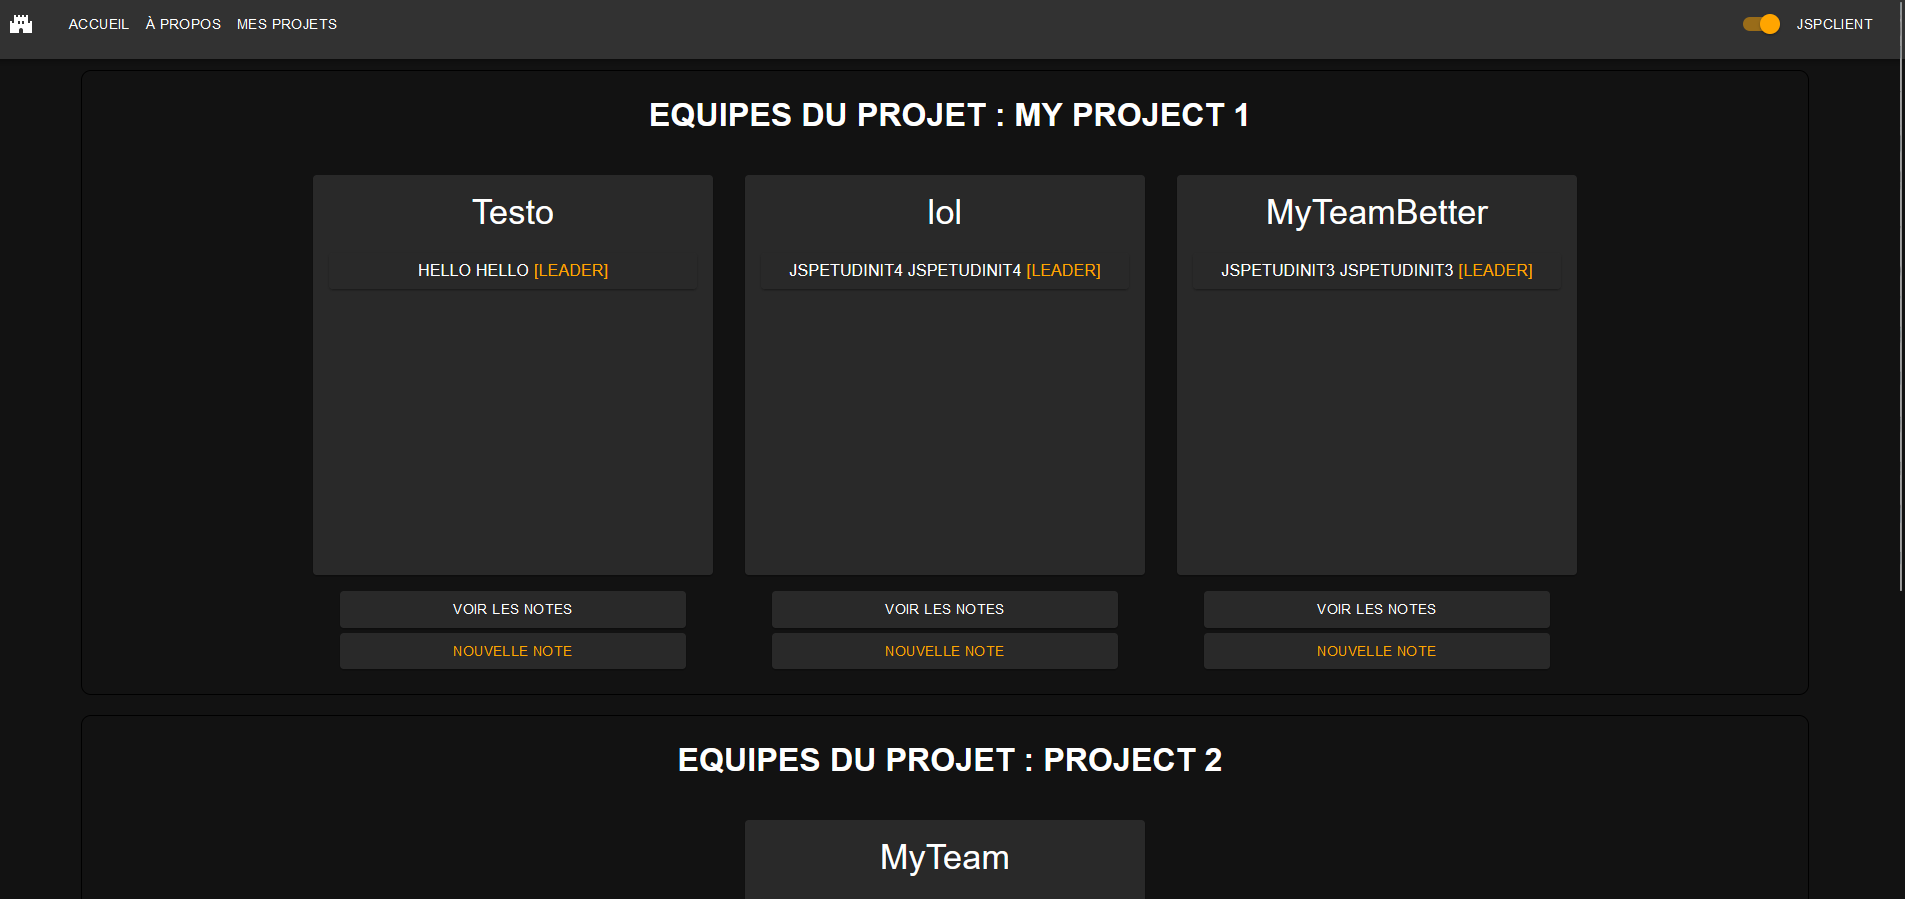 ACCUEIL À PROPOS MES PROJETS JSPCLIENT
EQUIPES DU PROJET : MY PROJECT 1
Testo
HELLO HELLO [LEADER]
VOIR LES NOTES
NOUVELLE NOTE
lol
JSPETUDINIT4 JSPETUDINIT4 [LEADER]
VOIR LES NOTES
NOUVELLE NOTE
MyTeamBetter
JSPETUDINIT3 JSPETUDINIT3 [LEADER]
VOIR LES NOTES
NOUVELLE NOTE
EQUIPES DU PROJET : PROJECT 2
MyTeam